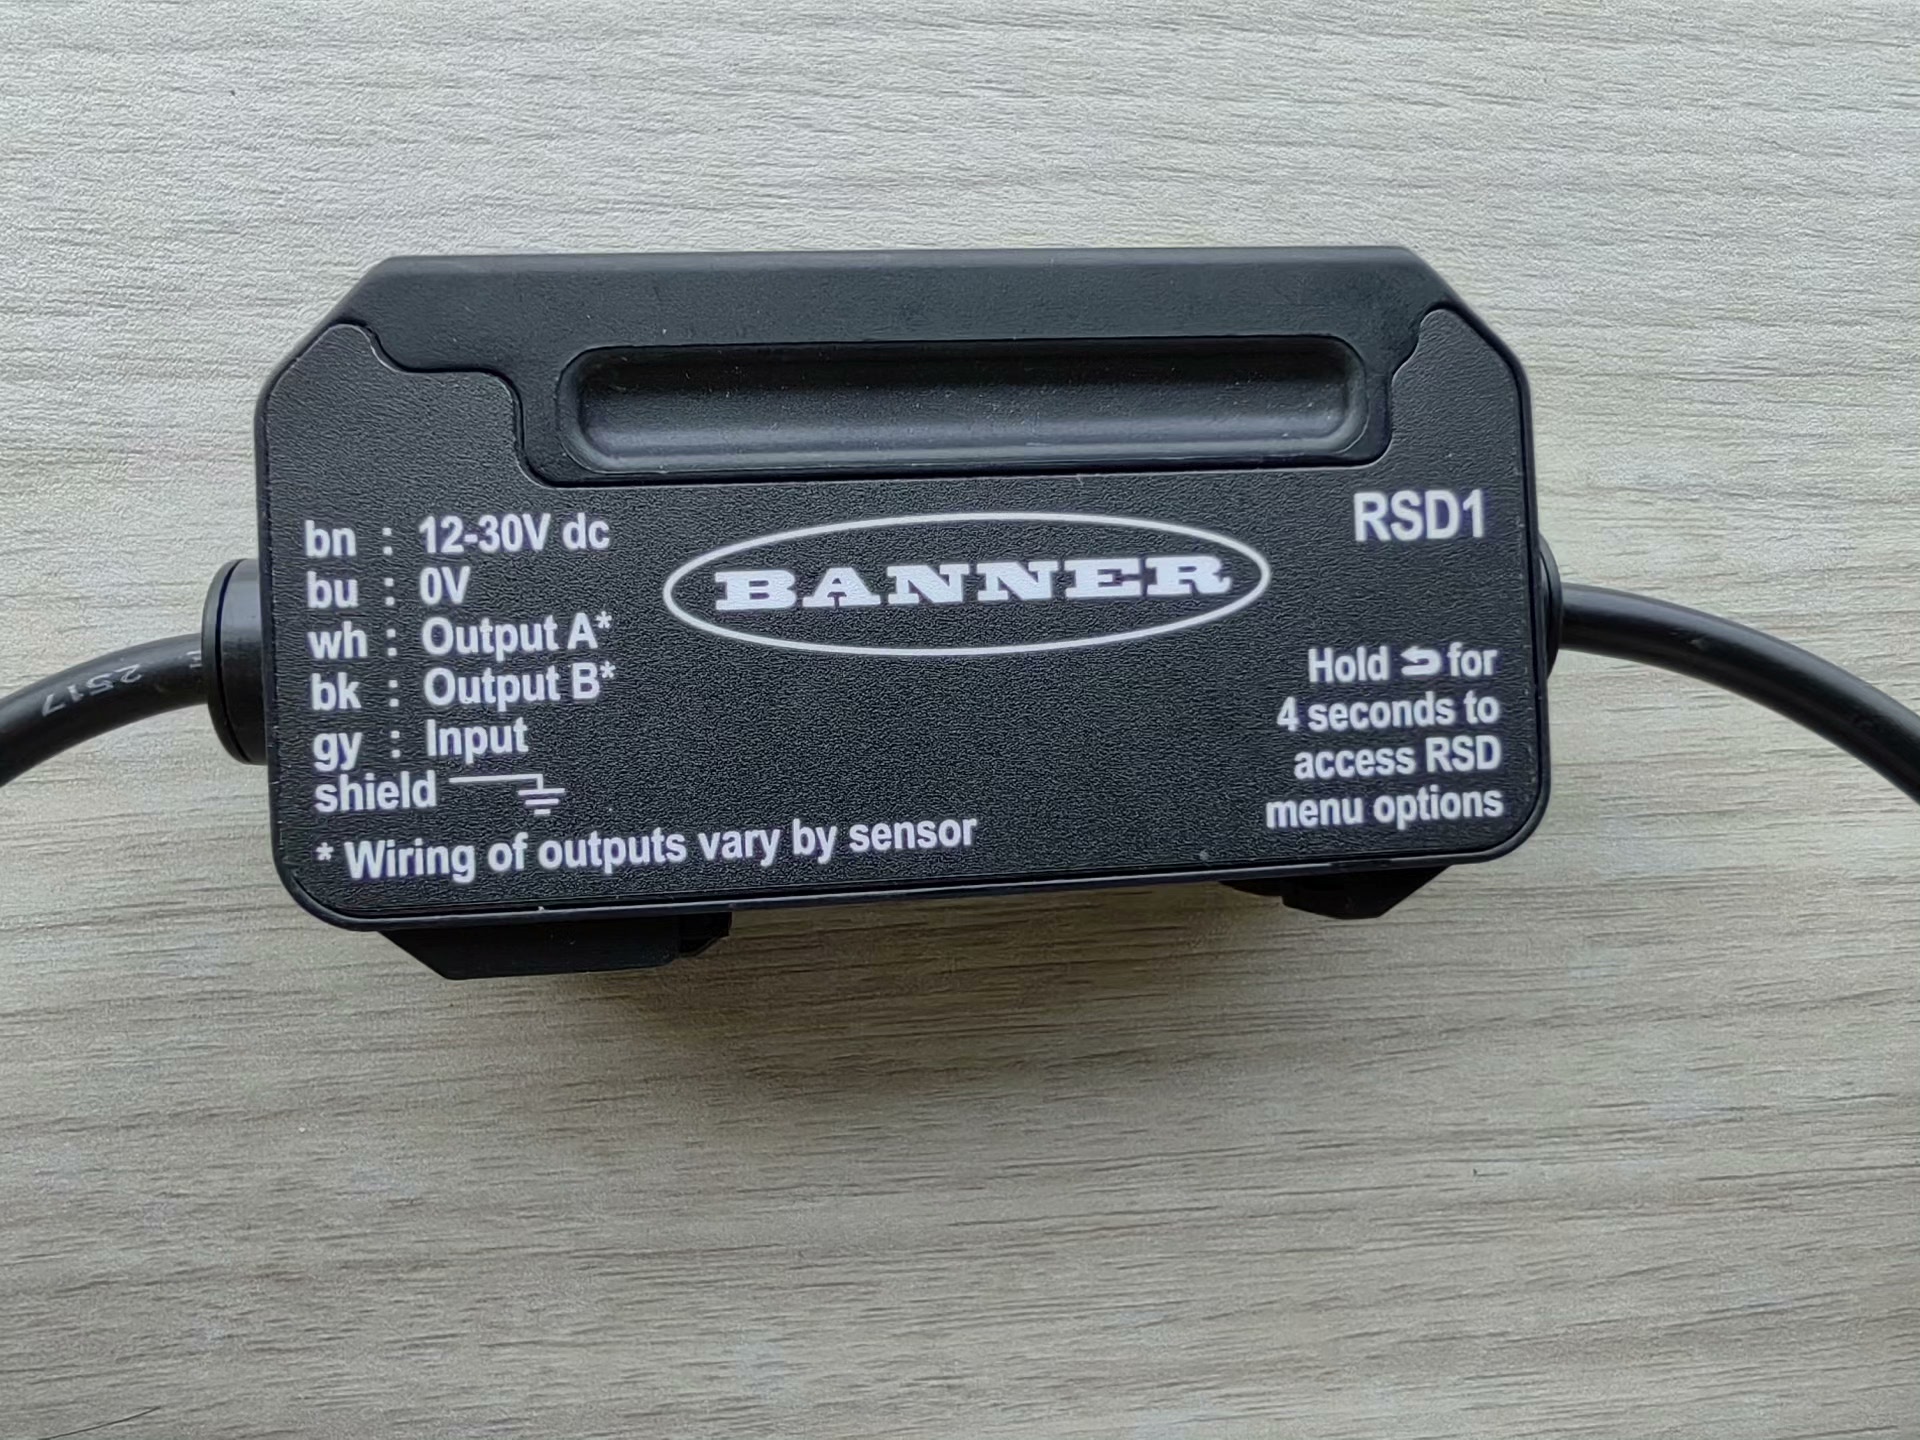 bn : 12-30V dc
bu : 0V
wh : Output A*
bk : Output B*
gy : Input
shield
* Wiring of outputs vary by sensor
BANNER
RSD1
Hold ⮌ for
4 seconds to
access RSD
menu options
2517